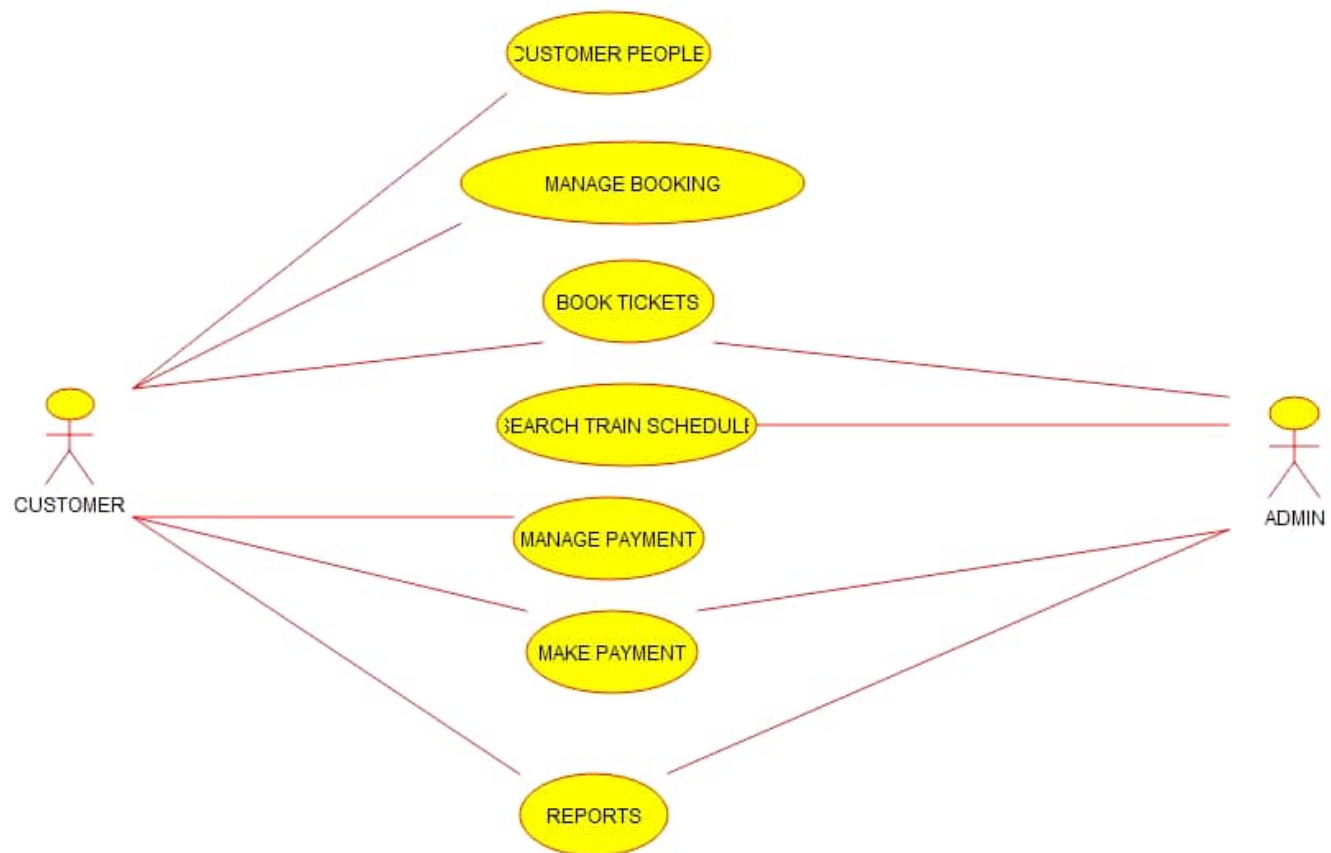 CUSTOMER PEOPLE
MANAGE BOOKING
BOOK TICKETS
SEARCH TRAIN SCHEDULE
CUSTOMER
ADMIN
MANAGE PAYMENT
MAKE PAYMENT
REPORTS